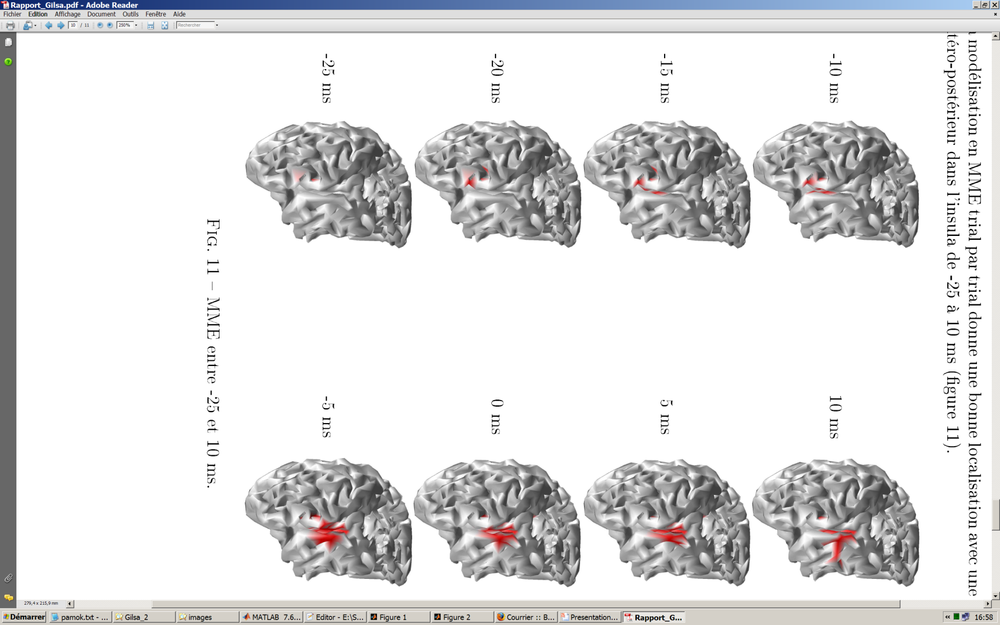 Rapport_Gilsa.pdf - Adobe Reader
Fichier Edition Affichage Document Outils Fenêtre Aide
10 / 11 250% Rechercher
modélisation en MME trial par trial donne une bonne localisation avec une
téro-postérieur dans l'insula de -25 à 10 ms (figure 11).
-10 ms
10 ms
-15 ms
5 ms
-20 ms
0 ms
-25 ms
-5 ms
FIG. 11 – MME entre -25 et 10 ms.
279,4 x 215,9 mm
Démarrer pamok.txt - ... Gilsa_2 images MATLAB 7.6... Editor - E:\S... Figure 1 Figure 2 Courrier :: B... Presentation... Rapport_G... « 16:58